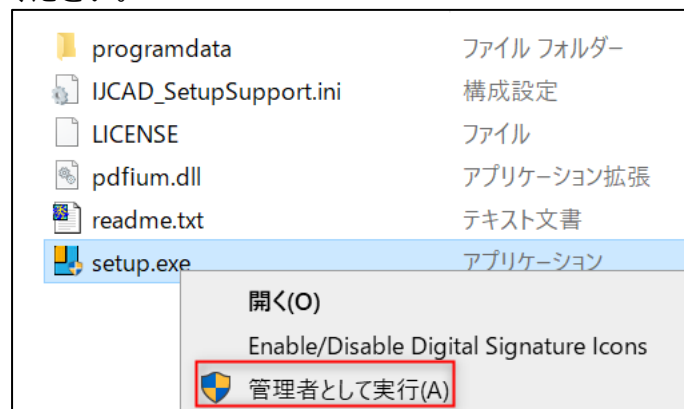 programdata ファイル フォルダー
IJCAD_SetupSupport.ini 構成設定
LICENSE ファイル
pdfium.dll アプリケーション拡張
readme.txt テキスト文書
setup.exe アプリケーション
開く(O)
Enable/Disable Digital Signature Icons
管理者として実行(A)